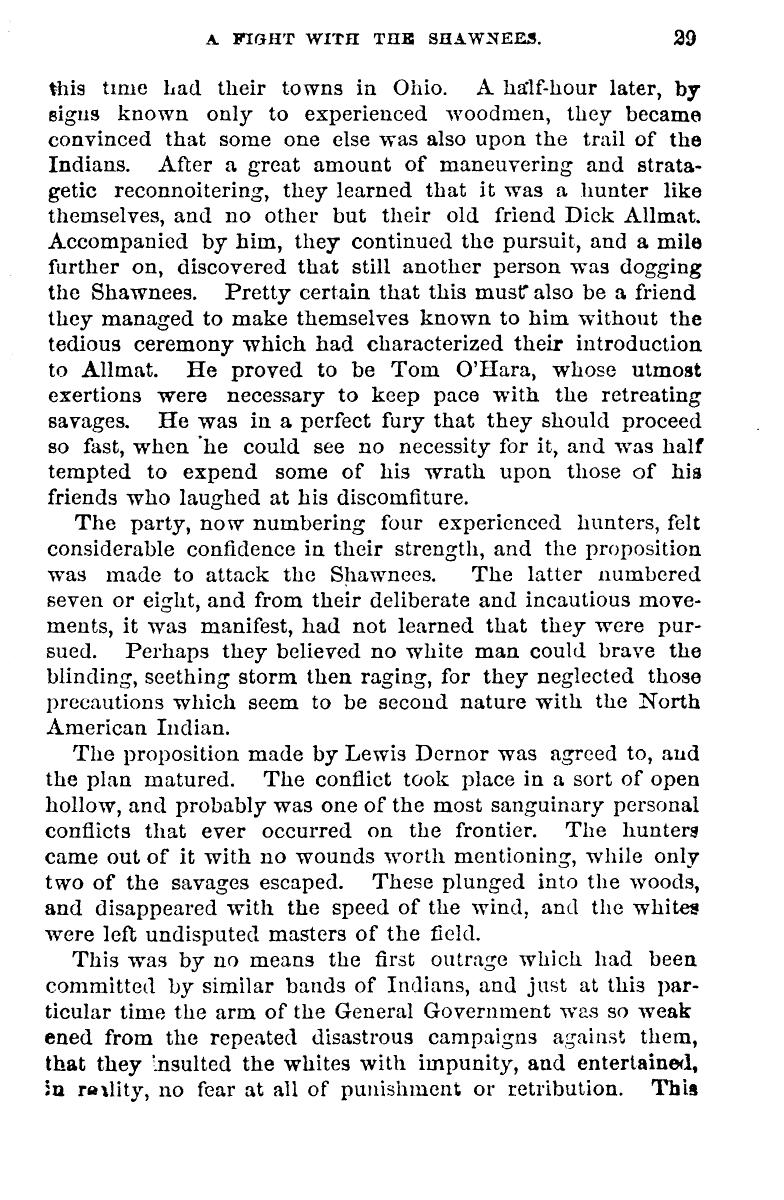 A FIGHT WITH THE SHAWNEES. 29
this time had their towns in Ohio. A half-hour later, by
signs known only to experienced woodmen, they became
convinced that some one else was also upon the trail of the
Indians. After a great amount of maneuvering and strata-
getic reconnoitering, they learned that it was a hunter like
themselves, and no other but their old friend Dick Allmat.
Accompanied by him, they continued the pursuit, and a mile
further on, discovered that still another person was dogging
the Shawnees. Pretty certain that this must also be a friend
they managed to make themselves known to him without the
tedious ceremony which had characterized their introduction
to Allmat. He proved to be Tom O'Hara, whose utmost
exertions were necessary to keep pace with the retreating
savages. He was in a perfect fury that they should proceed
so fast, when he could see no necessity for it, and was half
tempted to expend some of his wrath upon those of his
friends who laughed at his discomfiture.
The party, now numbering four experienced hunters, felt
considerable confidence in their strength, and the proposition
was made to attack the Shawnees. The latter numbered
seven or eight, and from their deliberate and incautious move-
ments, it was manifest, had not learned that they were pur-
sued. Perhaps they believed no white man could brave the
blinding, seething storm then raging, for they neglected those
precautions which seem to be second nature with the North
American Indian.
The proposition made by Lewis Dernor was agreed to, and
the plan matured. The conflict took place in a sort of open
hollow, and probably was one of the most sanguinary personal
conflicts that ever occurred on the frontier. The hunters
came out of it with no wounds worth mentioning, while only
two of the savages escaped. These plunged into the woods,
and disappeared with the speed of the wind, and the whites
were left undisputed masters of the field.
This was by no means the first outrage which had been
committed by similar bands of Indians, and just at this par-
ticular time the arm of the General Government was so weak
ened from the repeated disastrous campaigns against them,
that they insulted the whites with impunity, and entertained,
in reality, no fear at all of punishment or retribution. This